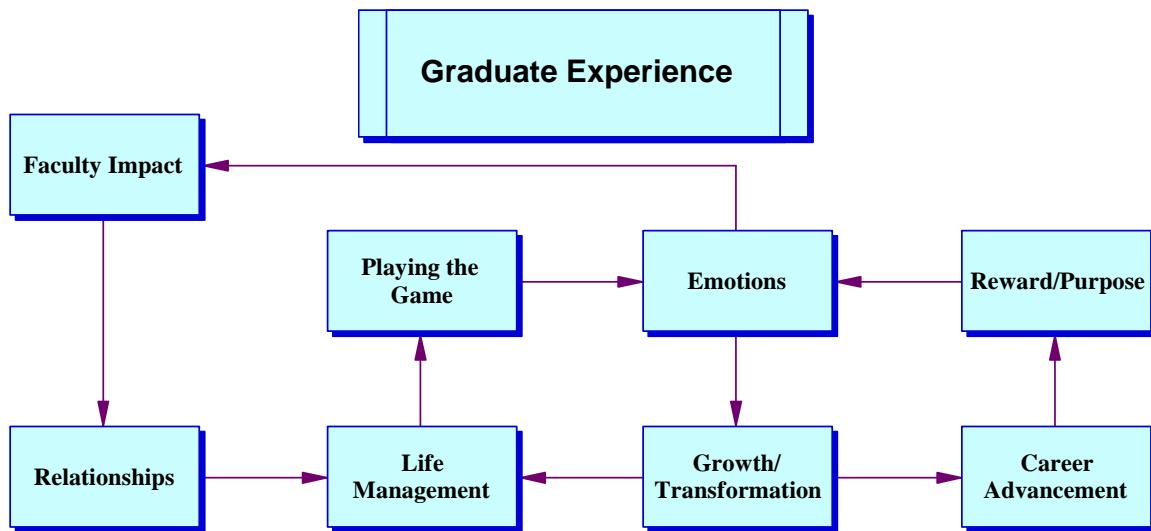 Graduate Experience
Faculty Impact
Playing the
Game
Emotions
Reward/Purpose
Relationships
Life
Management
Growth/
Transformation
Career
Advancement